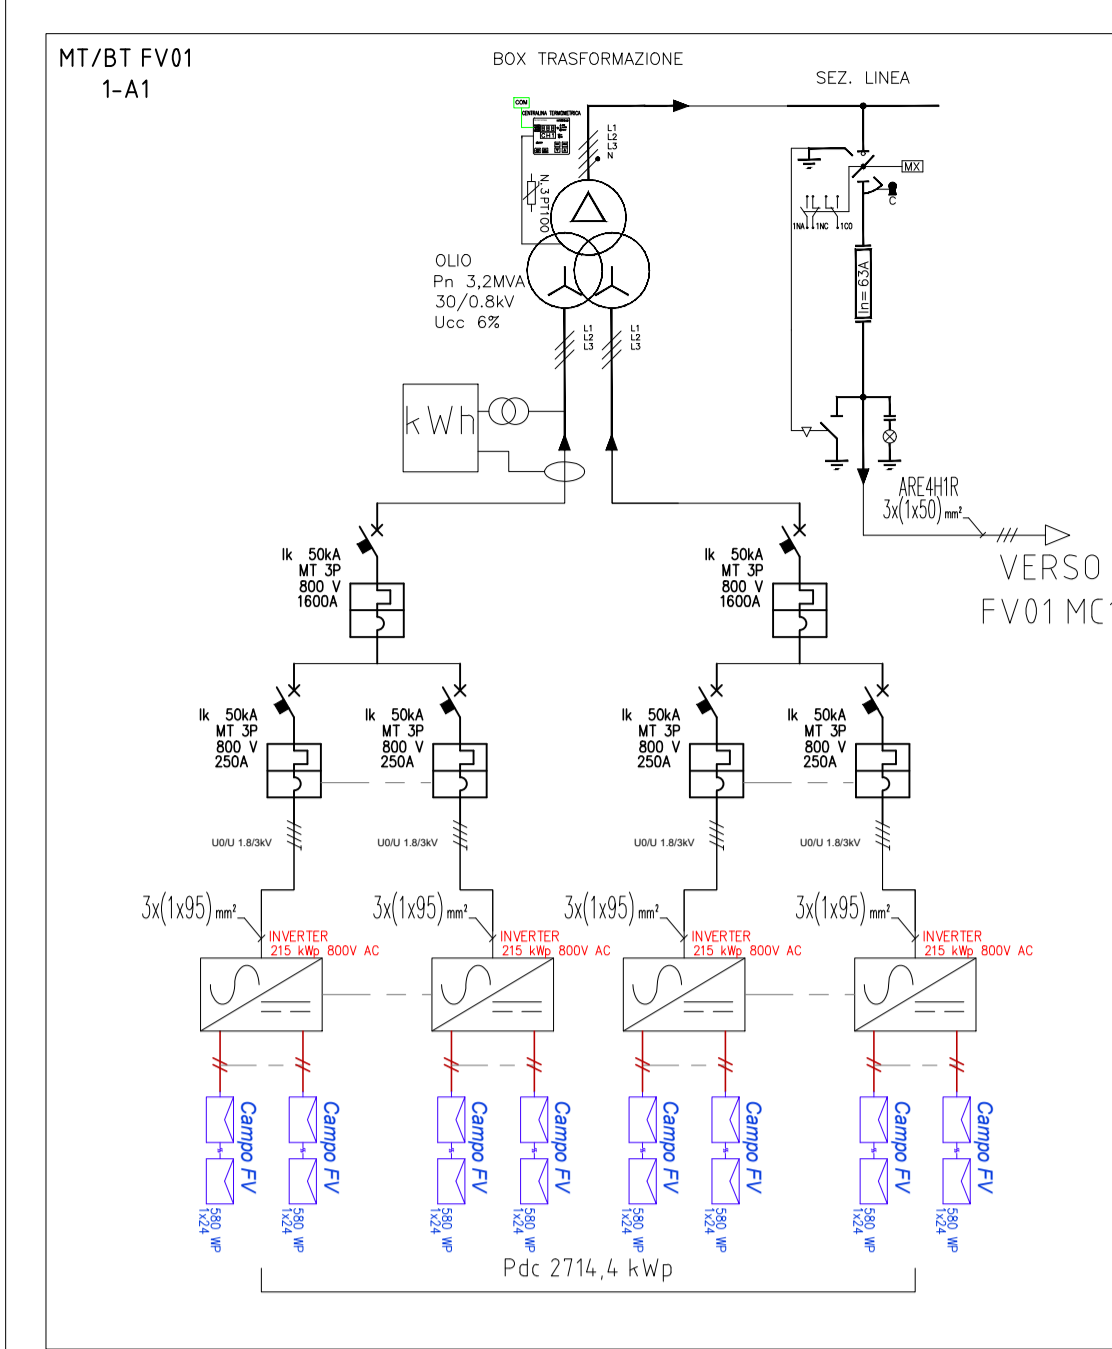 MT/BT FV01
1-A1
BOX TRASFORMAZIONE
SEZ. LINEA
COM
CENTRALINA TERMOMETRICA
CH1
L1
L2
L3
N
N.3 PT100
MX
C
1NA
1NC
1CO
OLIO
Pn 3,2MVA
30/0.8kV
Ucc 6%
In= 63A
L1
L2
L3
L1
L2
L3
kWh
ARE4H1R
3x(1x50) mm²
VERSO
FV01 MC1
Ik 50kA
MT 3P
800 V
1600A
Ik 50kA
MT 3P
800 V
1600A
Ik 50kA
MT 3P
800 V
250A
Ik 50kA
MT 3P
800 V
250A
Ik 50kA
MT 3P
800 V
250A
Ik 50kA
MT 3P
800 V
250A
U0/U 1.8/3kV
U0/U 1.8/3kV
U0/U 1.8/3kV
U0/U 1.8/3kV
3x(1x95) mm²
3x(1x95) mm²
3x(1x95) mm²
3x(1x95) mm²
INVERTER
215 kWp 800V AC
INVERTER
215 kWp 800V AC
INVERTER
215 kWp 800V AC
INVERTER
215 kWp 800V AC
Campo FV
Campo FV
Campo FV
Campo FV
Campo FV
Campo FV
Campo FV
Campo FV
580 WP
1x24
580 WP
1x24
580 WP
1x24
580 WP
1x24
580 WP
1x24
580 WP
1x24
580 WP
1x24
580 WP
1x24
Pdc 2714,4 kWp